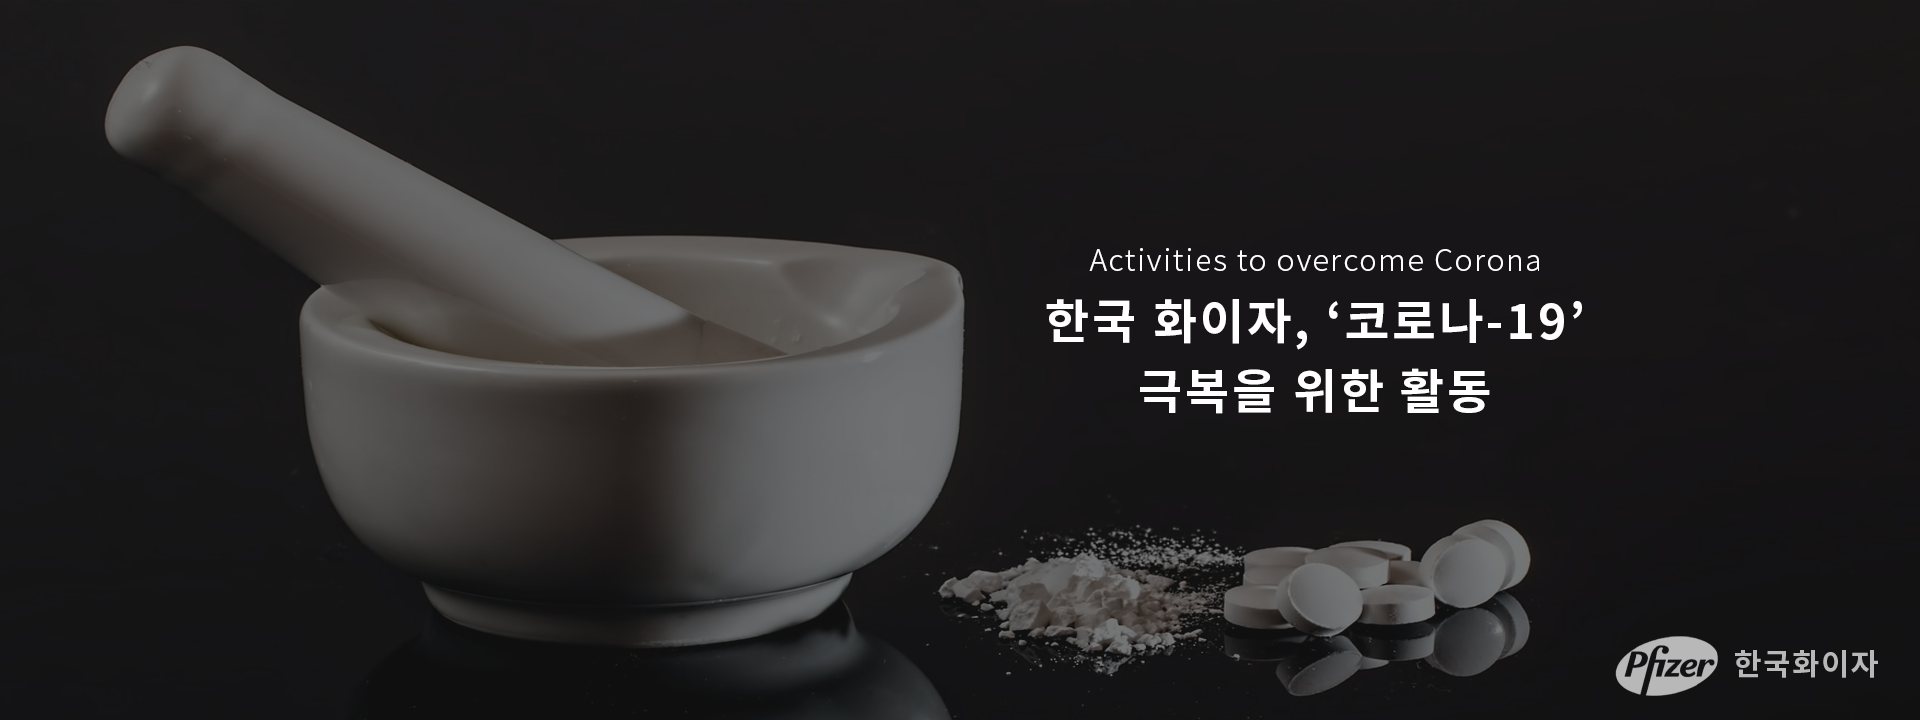 Activities to overcome Corona
한국 화이자, ‘코로나-19’
극복을 위한 활동
Pfizer 한국화이자